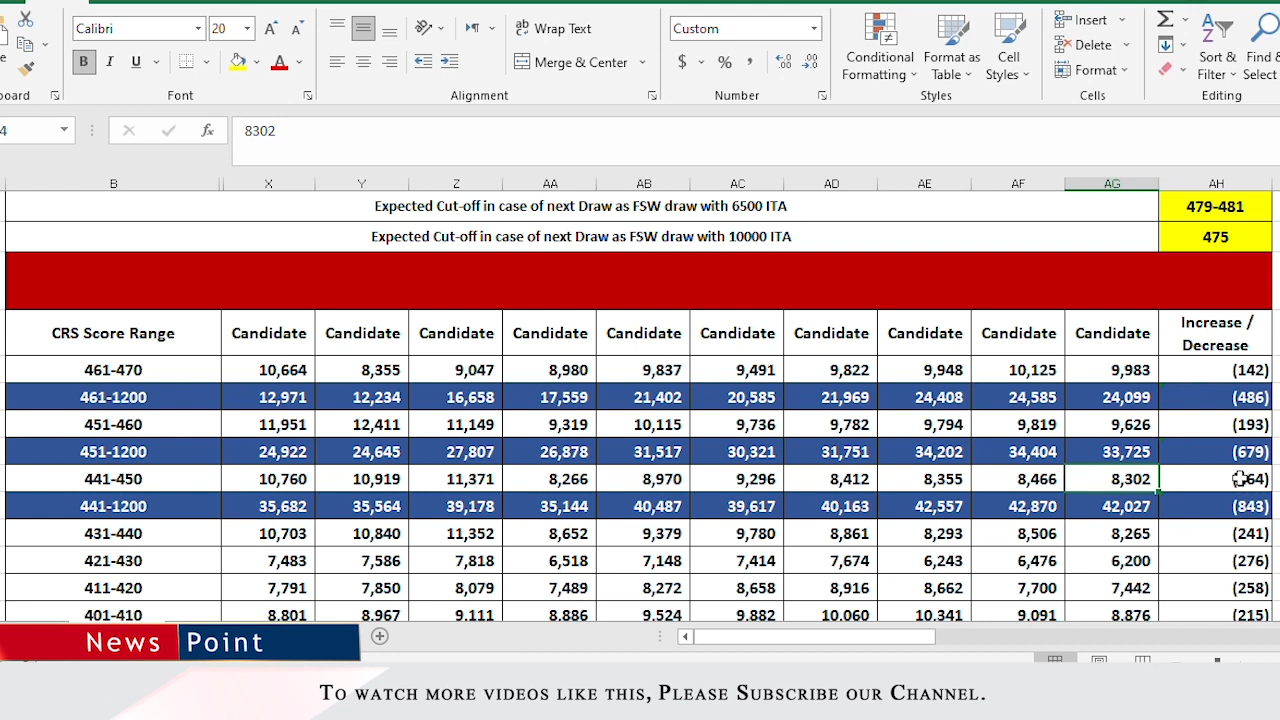 Calibri 20 Wrap Text Custom Insert
B I U Merge & Center $ % Conditional Formatting Format as Table Cell Styles Delete Format Sort & Filter Find & Select
oard Font Alignment Number Styles Cells Editing
4 fx 8302
B X Y Z AA AB AC AD AE AF AG AH
Expected Cut-off in case of next Draw as FSW draw with 6500 ITA 479-481
Expected Cut-off in case of next Draw as FSW draw with 10000 ITA 475
CRS Score Range Candidate Candidate Candidate Candidate Candidate Candidate Candidate Candidate Candidate Candidate Increase / Decrease
461-470 10,664 8,355 9,047 8,980 9,837 9,491 9,822 9,948 10,125 9,983 (142)
461-1200 12,971 12,234 16,658 17,559 21,402 20,585 21,969 24,408 24,585 24,099 (486)
451-460 11,951 12,411 11,149 9,319 10,115 9,736 9,782 9,794 9,819 9,626 (193)
451-1200 24,922 24,645 27,807 26,878 31,517 30,321 31,751 34,202 34,404 33,725 (679)
441-450 10,760 10,919 11,371 8,266 8,970 9,296 8,412 8,355 8,466 8,302 64)
441-1200 35,682 35,564 39,178 35,144 40,487 39,617 40,163 42,557 42,870 42,027 (843)
431-440 10,703 10,840 11,352 8,652 9,379 9,780 8,861 8,293 8,506 8,265 (241)
421-430 7,483 7,586 7,818 6,518 7,148 7,414 7,674 6,243 6,476 6,200 (276)
411-420 7,791 7,850 8,079 7,489 8,272 8,658 8,916 8,662 7,700 7,442 (258)
401-410 8,801 8,967 9,111 8,886 9,524 9,882 10,060 10,341 9,091 8,876 (215)
News Point
To watch more videos like this, Please Subscribe our Channel.